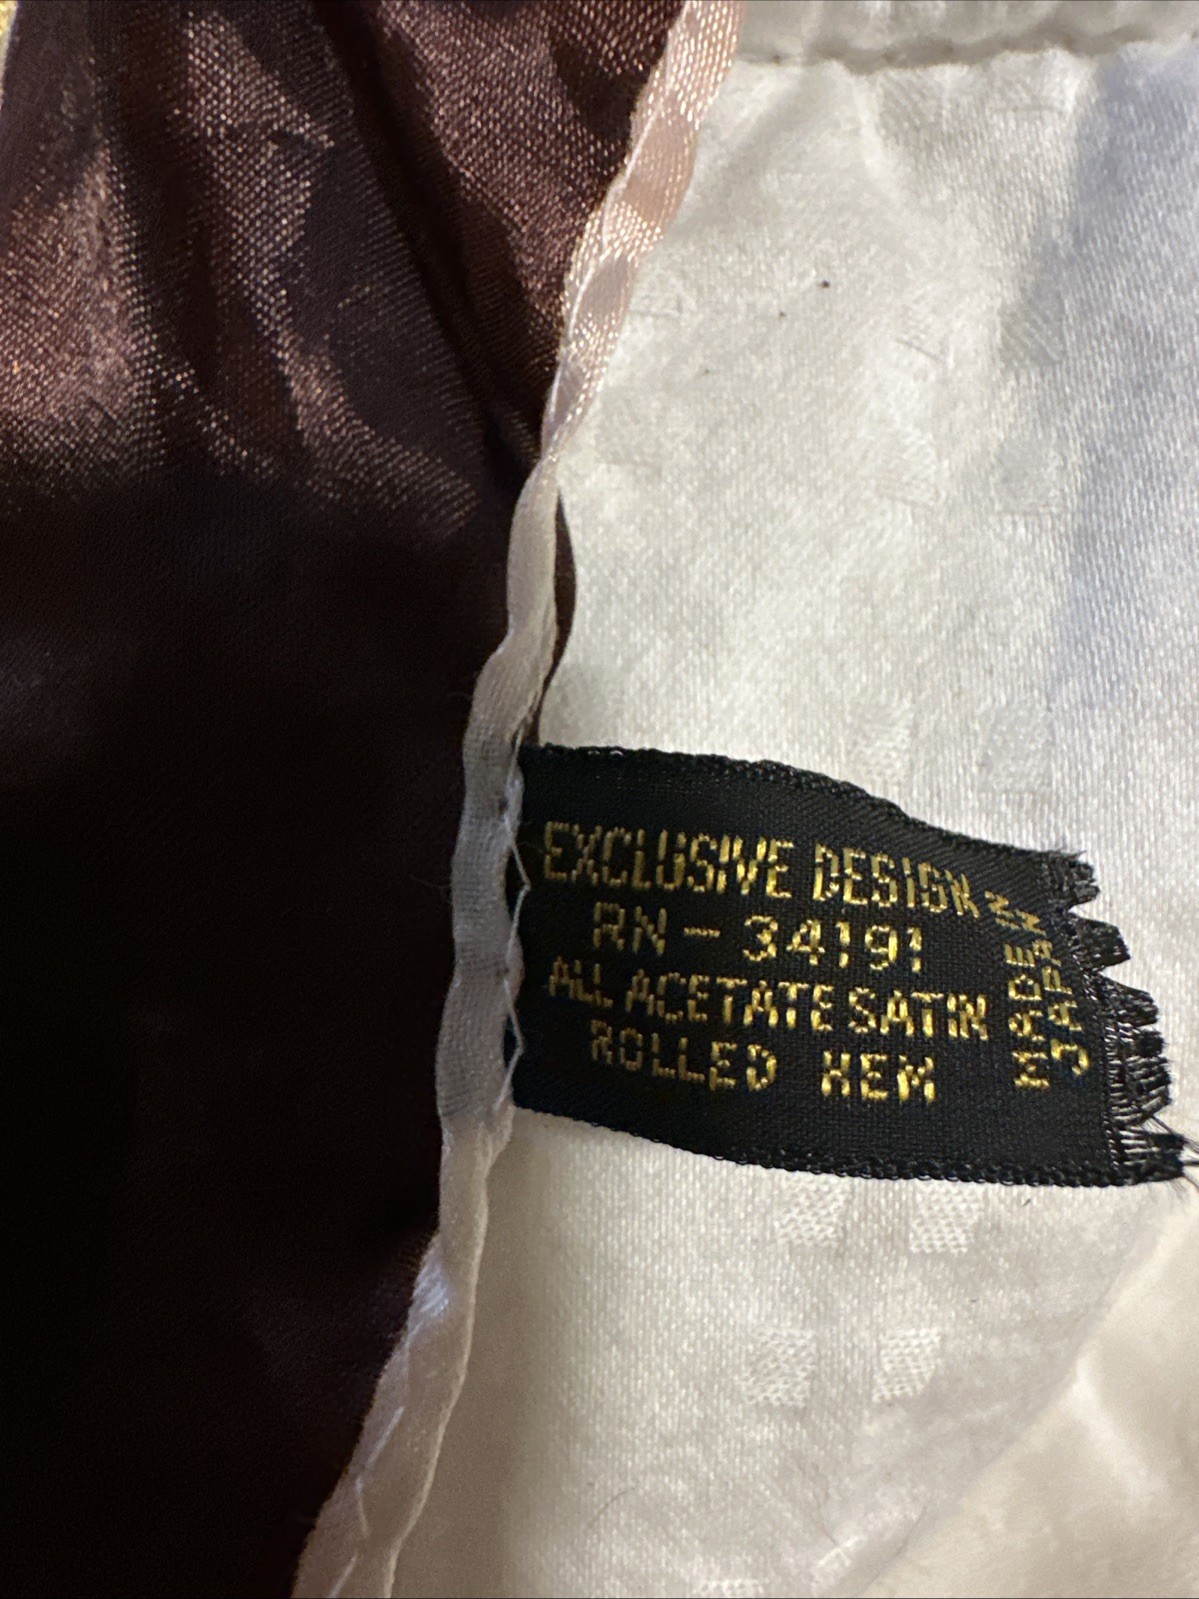 EXCLUSIVE DESIGN
RN-34191
ALL ACETATE SATIN
ROLLED HEM
MADE IN
JAPAN